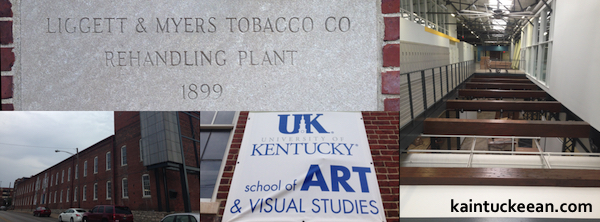 LIGGETT & MYERS TOBACCO CO.
REHANDLING PLANT
1899
UK
UNIVERSITY OF
KENTUCKY
school of ART
& VISUAL STUDIES
kaintuckeean.com